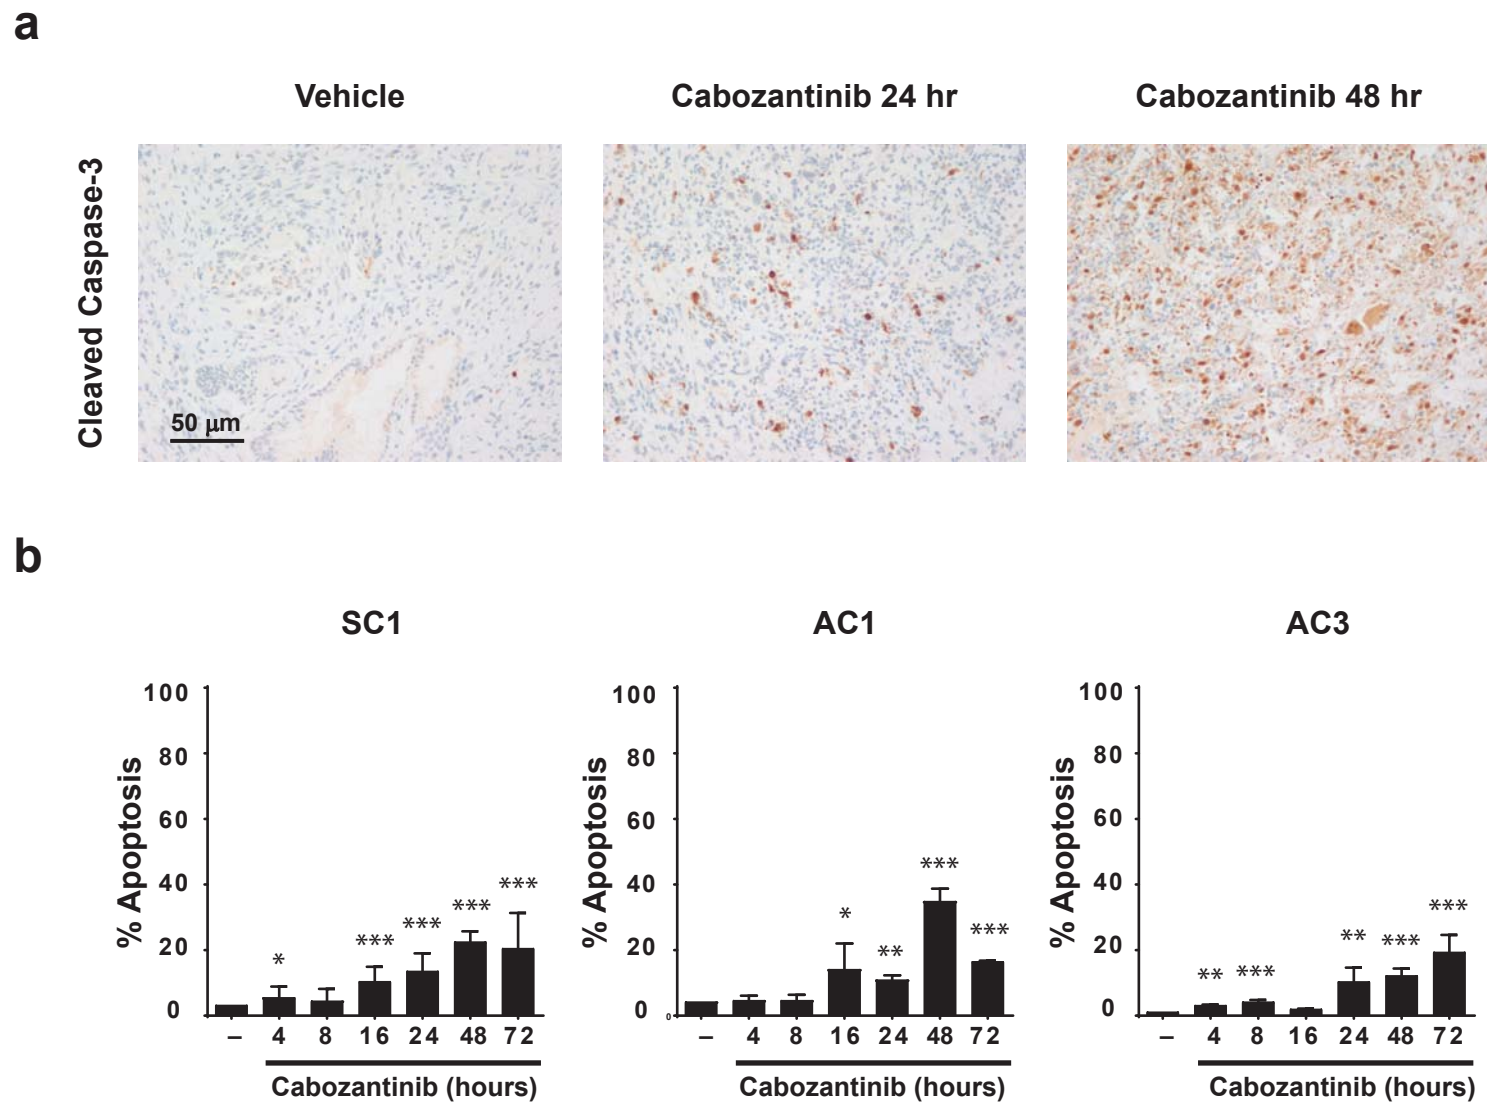 a
Vehicle
Cabozantinib 24 hr
Cabozantinib 48 hr
Cleaved Caspase-3
50 μm
b
SC1
AC1
AC3
% Apoptosis
100
80
60
40
20
0
*
***
***
***
***
– 4 8 16 24 48 72
Cabozantinib (hours)
% Apoptosis
100
80
60
40
20
0
0
*
**
***
***
– 4 8 16 24 48 72
Cabozantinib (hours)
% Apoptosis
100
80
60
40
20
0
**
***
**
***
***
– 4 8 16 24 48 72
Cabozantinib (hours)